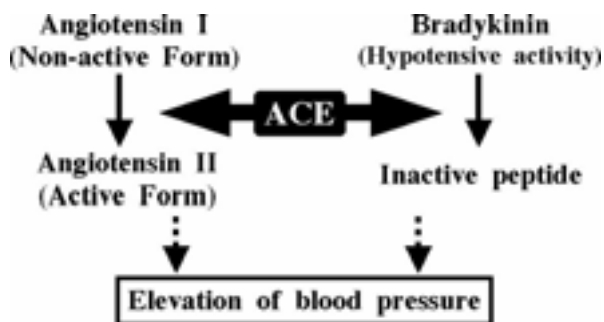 Angiotensin I
(Non-active Form)
Bradykinin
(Hypotensive activity)
ACE
Angiotensin II
(Active Form)
Inactive peptide
Elevation of blood pressure